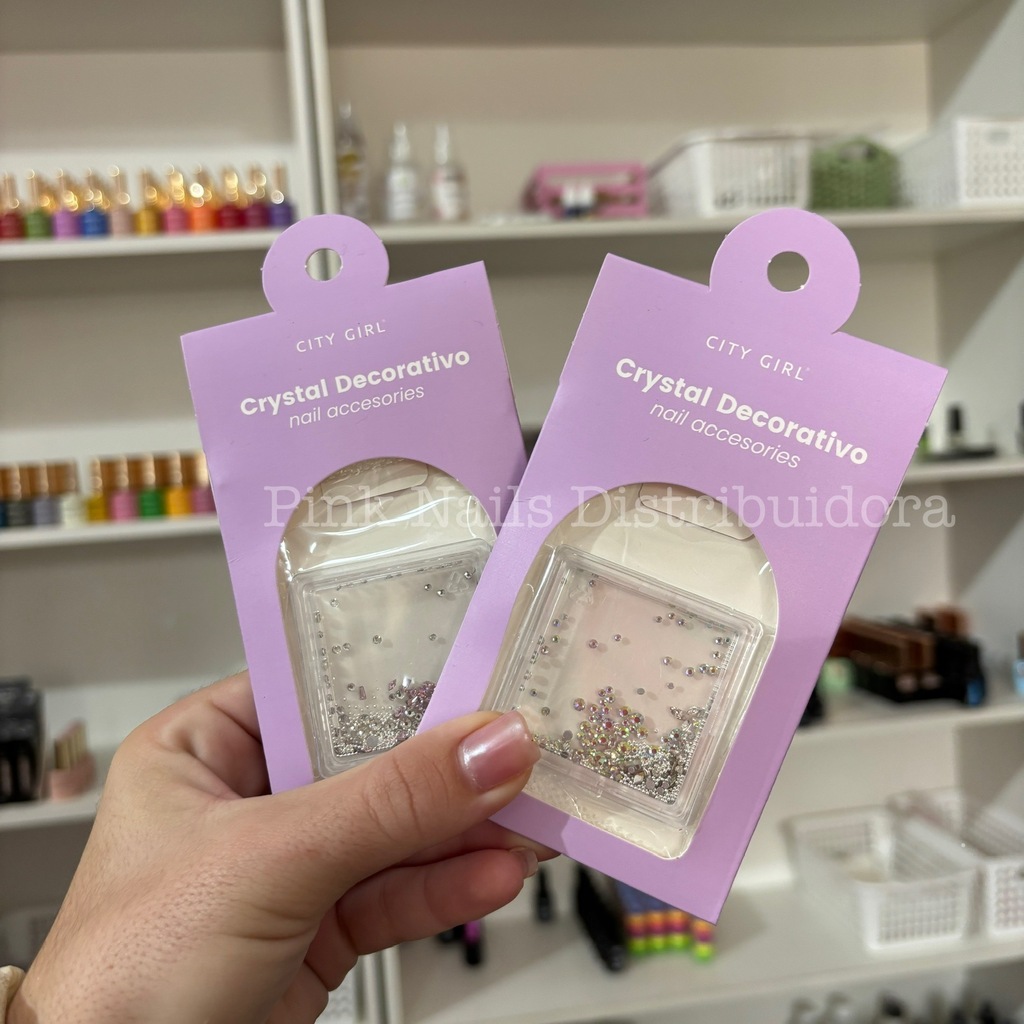 CITY GIRL
Crystal Decorativo
nail accesories
CITY GIRL
Crystal Decorativo
nail accesories
Pink Nails Distribuidora